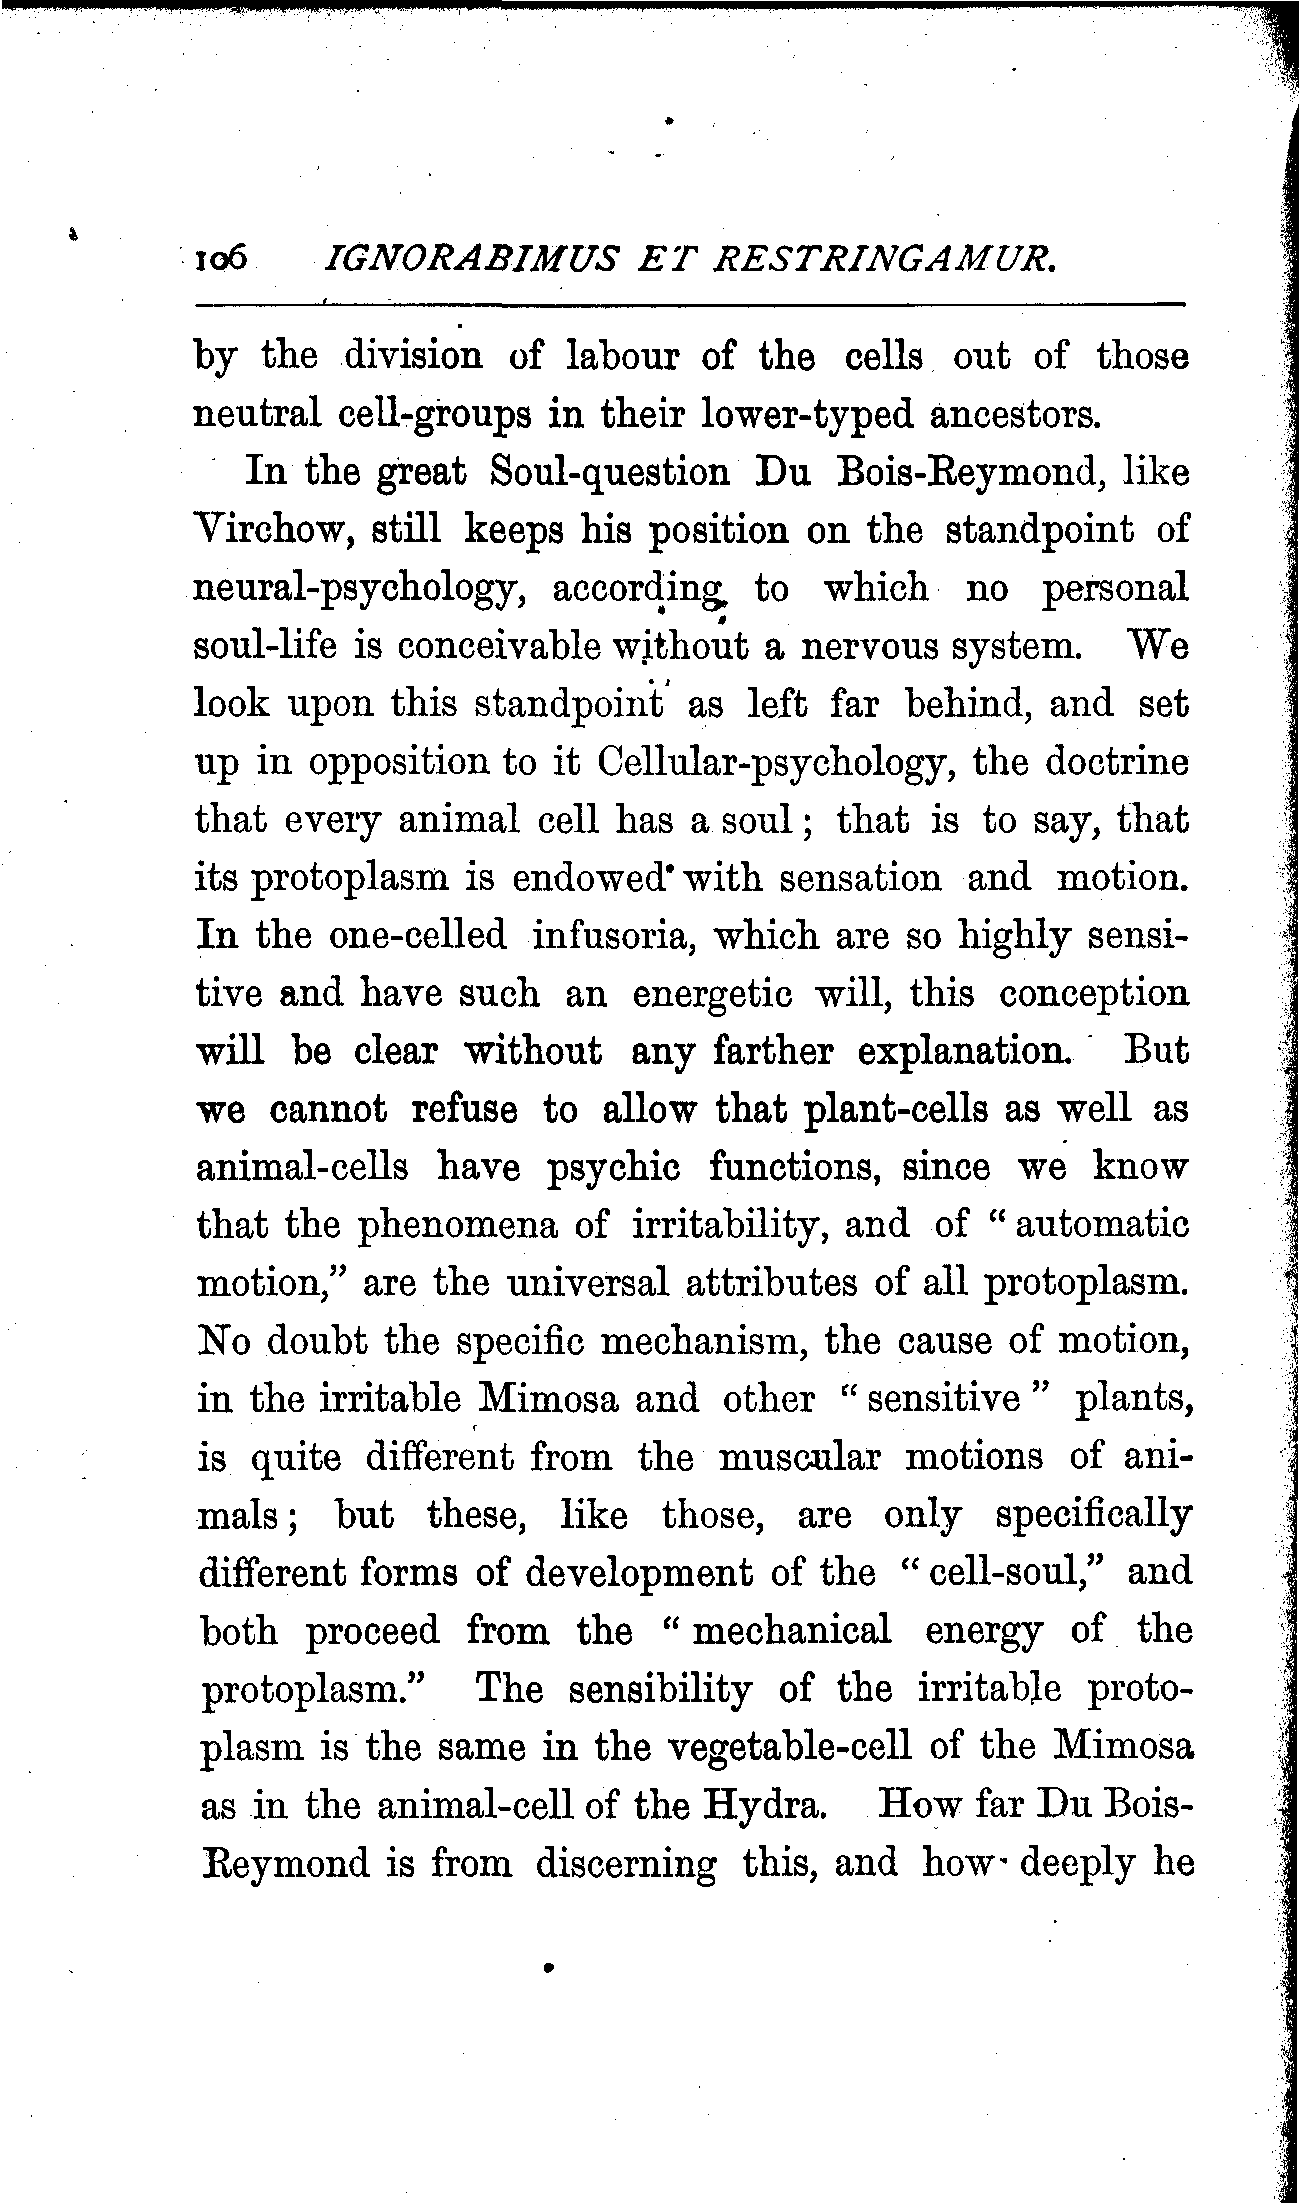 106 IGNORABIMUS ET RESTRINGAMUR.
by the division of labour of the cells out of those
neutral cell-groups in their lower-typed ancestors.
In the great Soul-question Du Bois-Reymond, like
Virchow, still keeps his position on the standpoint of
neural-psychology, according to which no personal
soul-life is conceivable without a nervous system. We
look upon this standpoint as left far behind, and set
up in opposition to it Cellular-psychology, the doctrine
that every animal cell has a soul; that is to say, that
its protoplasm is endowed with sensation and motion.
In the one-celled infusoria, which are so highly sensi-
tive and have such an energetic will, this conception
will be clear without any farther explanation. But
we cannot refuse to allow that plant-cells as well as
animal-cells have psychic functions, since we know
that the phenomena of irritability, and of “automatic
motion,” are the universal attributes of all protoplasm.
No doubt the specific mechanism, the cause of motion,
in the irritable Mimosa and other “sensitive” plants,
is quite different from the muscular motions of ani-
mals; but these, like those, are only specifically
different forms of development of the “cell-soul,” and
both proceed from the “mechanical energy of the
protoplasm.” The sensibility of the irritable proto-
plasm is the same in the vegetable-cell of the Mimosa
as in the animal-cell of the Hydra. How far Du Bois-
Reymond is from discerning this, and how deeply he